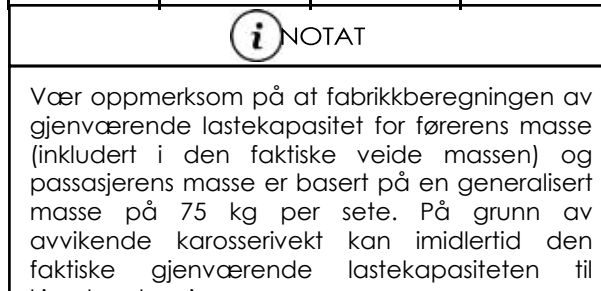 NOTAT
Vær oppmerksom på at fabrikkberegningen av
gjenværende lastekapasitet for førerens masse
(inkludert i den faktiske veide massen) og
passasjerens masse er basert på en generalisert
masse på 75 kg per sete. På grunn av
avvikende karosserivekt kan imidlertid den
faktiske gjenværende lastekapasiteten til